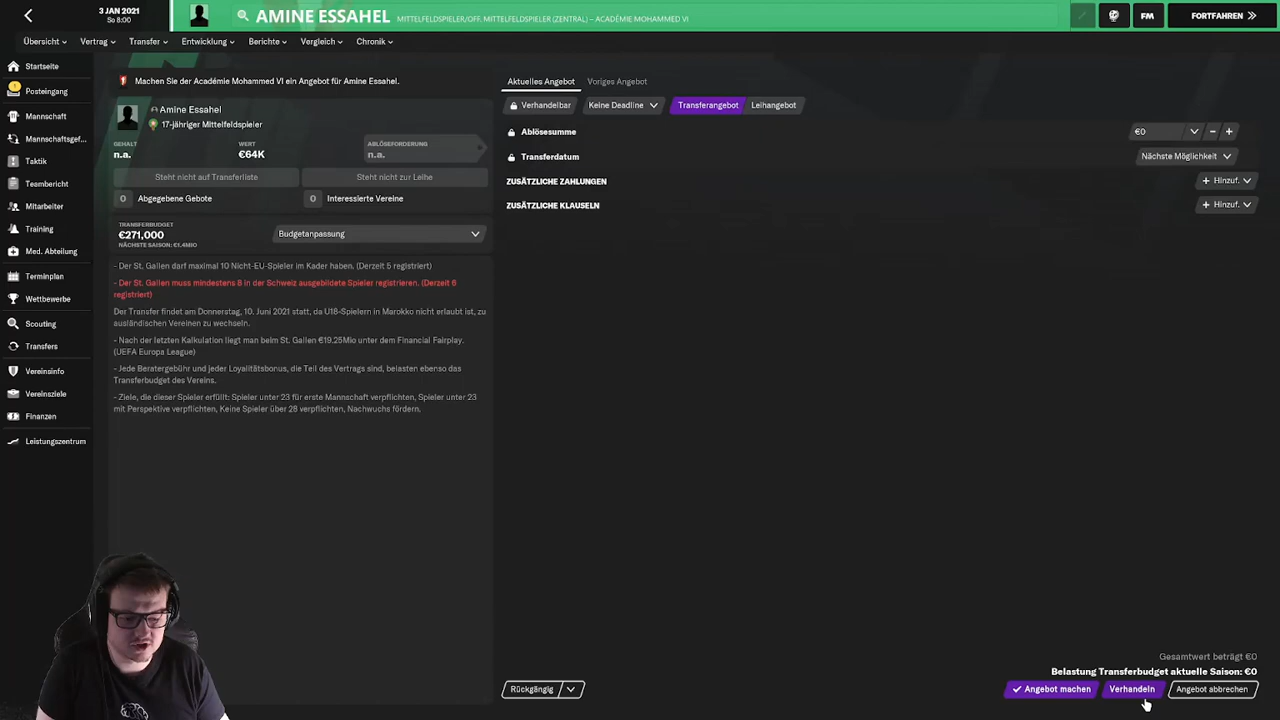 3 JAN 2021
So 8:00
AMINE ESSAHEL
MITTELFELDSPIELER/OFF. MITTELFELDSPIELER (ZENTRAL) – ACADÉMIE MOHAMMED VI
FM
FORTFAHREN
Übersicht
Vertrag
Transfer
Entwicklung
Berichte
Vergleich
Chronik
Startseite
Posteingang
Mannschaft
Mannschaftsgef...
Taktik
Teambericht
Mitarbeiter
Training
Med. Abteilung
Terminplan
Wettbewerbe
Scouting
Transfers
Vereinsinfo
Vereinsziele
Finanzen
Leistungszentrum
Machen Sie der Académie Mohammed VI ein Angebot für Amine Essahel.
Amine Essahel
17-jähriger Mittelfeldspieler
GEHALT
n.a.
WERT
€64K
ABLÖSEFORDERUNG
n.a.
Steht nicht auf Transferliste
Steht nicht zur Leihe
0 Abgegebene Gebote
0 Interessierte Vereine
TRANSFERBUDGET
€271,000
NÄCHSTE SAISON: €1.4MIO
Budgetanpassung
- Der St. Gallen darf maximal 10 Nicht-EU-Spieler im Kader haben. (Derzeit 5 registriert)
- Der St. Gallen muss mindestens 8 in der Schweiz ausgebildete Spieler registrieren. (Derzeit 6
registriert)
Der Transfer findet am Donnerstag, 10. Juni 2021 statt, da U18-Spielern in Marokko nicht erlaubt ist, zu
ausländischen Vereinen zu wechseln.
- Nach der letzten Kalkulation liegt man beim St. Gallen €19.25Mio unter dem Financial Fairplay.
(UEFA Europa League)
- Jede Beratergebühr und jeder Loyalitätsbonus, die Teil des Vertrags sind, belasten ebenso das
Transferbudget des Vereins.
- Ziele, die dieser Spieler erfüllt: Spieler unter 23 für erste Mannschaft verpflichten, Spieler unter 23
mit Perspektive verpflichten, Keine Spieler über 28 verpflichten, Nachwuchs fördern.
Aktuelles Angebot
Voriges Angebot
Verhandelbar
Keine Deadline
Transferangebot
Leihangebot
Ablösesumme
€0
Transferdatum
Nächste Möglichkeit
ZUSÄTZLICHE ZAHLUNGEN
+ Hinzuf.
ZUSÄTZLICHE KLAUSELN
+ Hinzuf.
Gesamtwert beträgt €0
Belastung Transferbudget aktuelle Saison: €0
Rückgängig
Angebot machen
Verhandeln
Angebot abbrechen